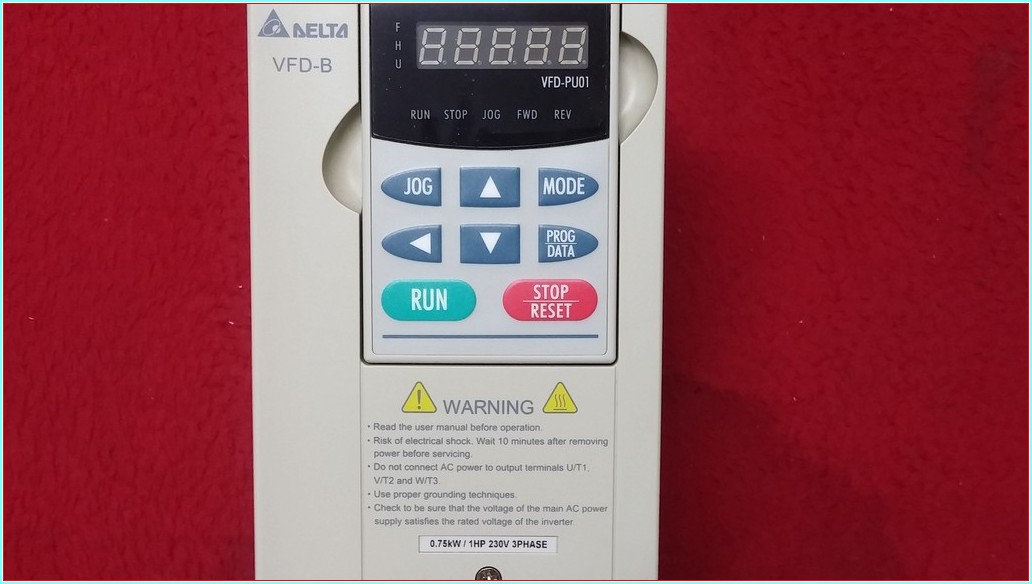 DELTA
VFD-B
F
H
U
VFD-PU01
RUN STOP JOG FWD REV
JOG MODE
PROG
DATA
RUN
STOP
RESET
WARNING
• Read the user manual before operation.
• Risk of electrical shock. Wait 10 minutes after removing
power before servicing.
• Do not connect AC power to output terminals U/T1,
V/T2 and W/T3.
• Use proper grounding techniques.
• Check to be sure that the voltage of the main AC power
supply satisfies the rated voltage of the inverter.
0.75kW / 1HP 230V 3PHASE